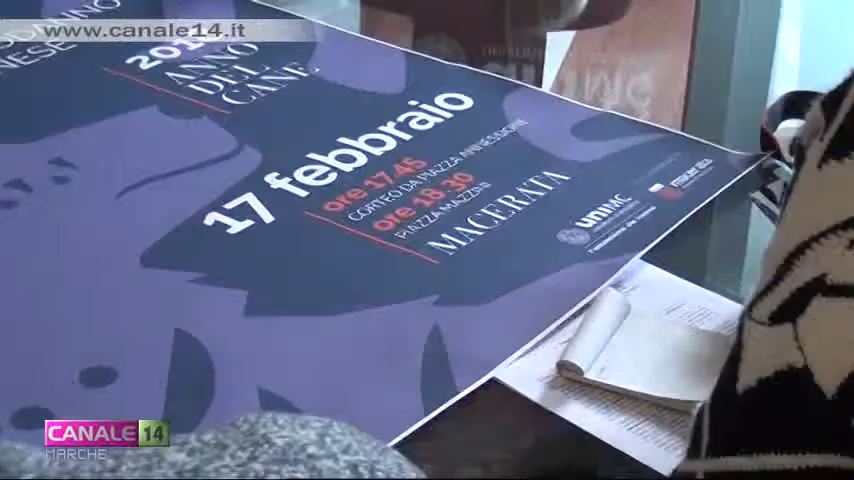 www.canale14.it
ANNO
DEL
CANE
17 febbraio
ore 17.45
CORTEO DA PIAZZA ANNESSIONE
ore 18.30
PIAZZA MAZZINI
MACERATA
uniMC
macerata
CANALE 14
MARCHE